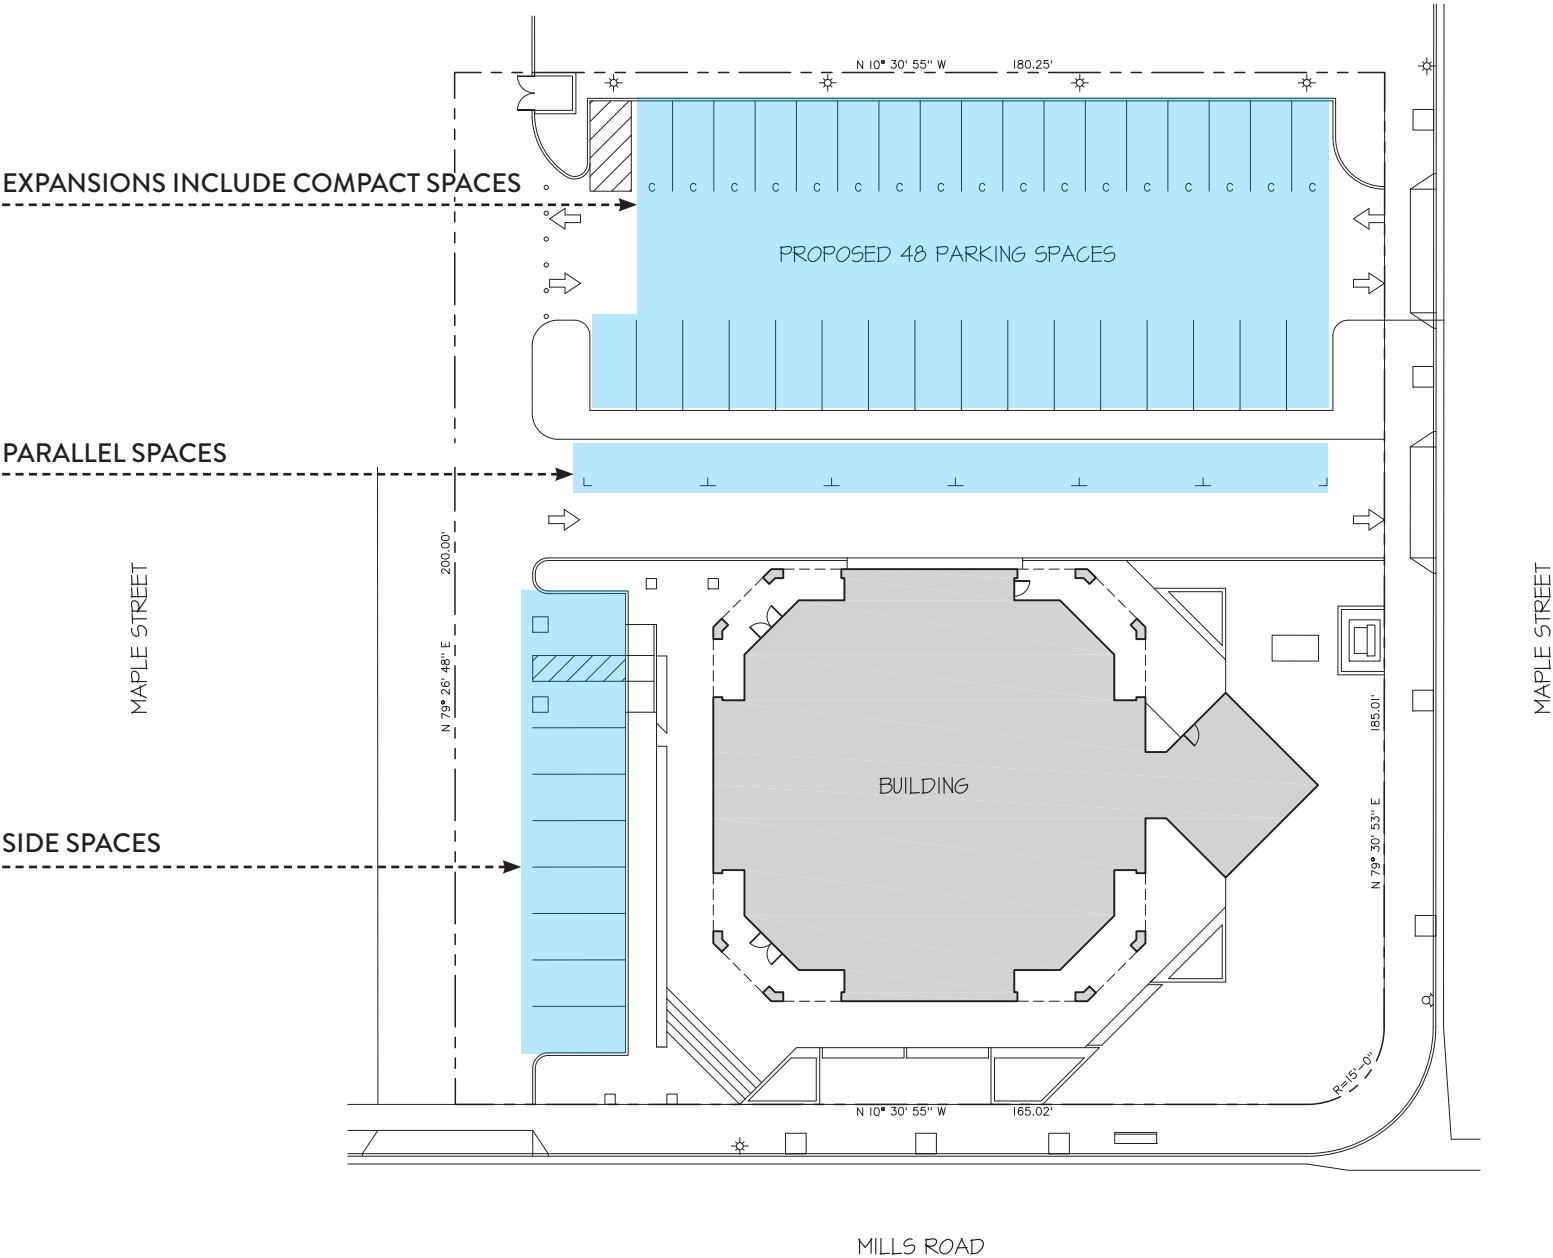 N 10° 30' 55" W 180.25'
EXPANSIONS INCLUDE COMPACT SPACES
C C C C C C C C C C C C C C C C C
PROPOSED 48 PARKING SPACES
PARALLEL SPACES
200.00'
N 79° 26' 48" E
MAPLE STREET
MAPLE STREET
185.01'
N 79° 30' 53" E
BUILDING
SIDE SPACES
R=15'-0"
N 10° 30' 55" W 165.02'
MILLS ROAD